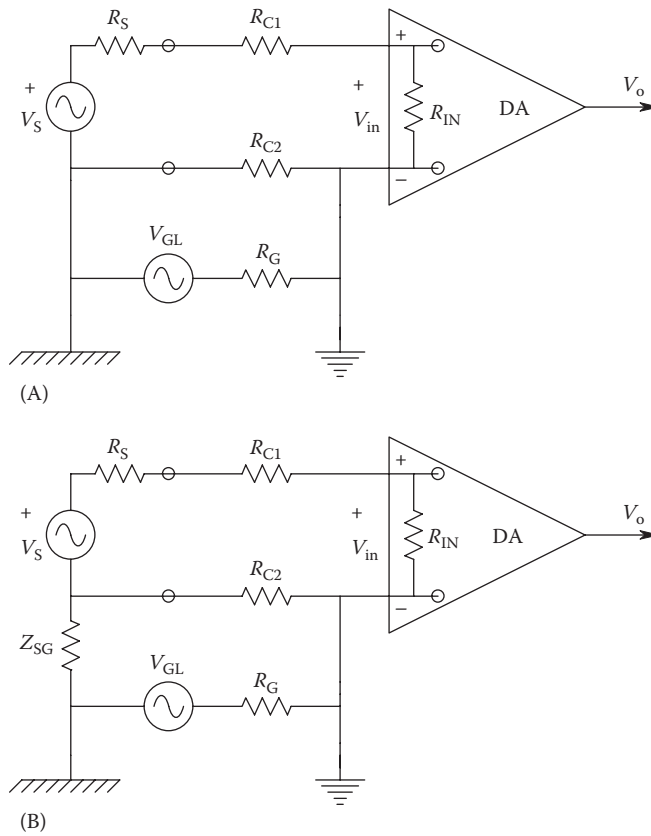 R_S
R_C1
+
V_S
+
V_in
+
R_IN
DA
V_o
R_C2
−
V_GL
R_G
(A)
R_S
R_C1
+
V_S
+
V_in
+
R_IN
DA
V_o
R_C2
−
Z_SG
V_GL
R_G
(B)